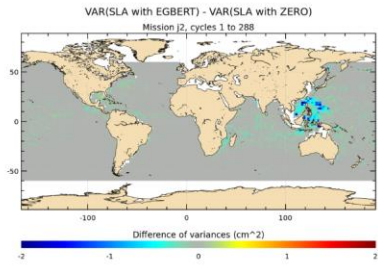 VAR(SLA with EGBERT) - VAR(SLA with ZERO)
Mission j2, cycles 1 to 288
50
0
-50
-100 0 100
Difference of variances (cm^2)
-2 -1 0 1 2